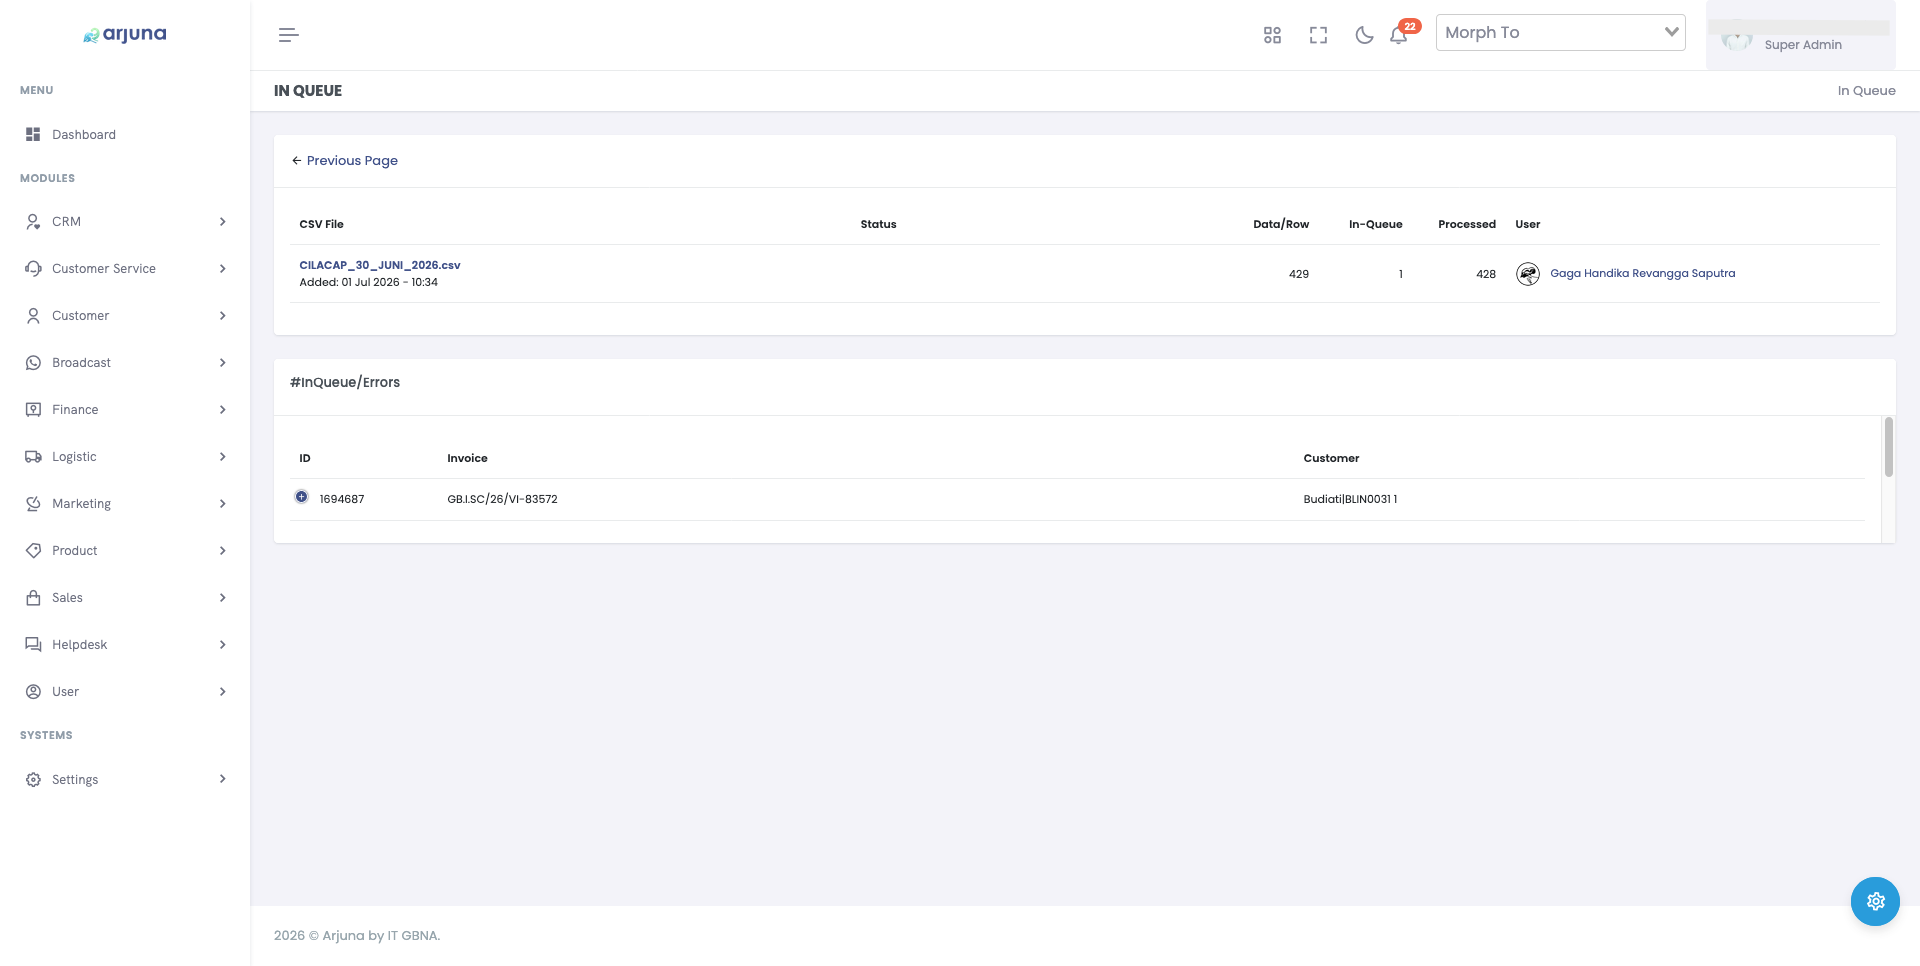 arjuna
MENU
Dashboard
MODULES
CRM
Customer Service
Customer
Broadcast
Finance
Logistic
Marketing
Product
Sales
Helpdesk
User
SYSTEMS
Settings
22
Morph To
Super Admin
IN QUEUE
In Queue
← Previous Page
CSV File Status Data/Row In-Queue Processed User
CILACAP_30_JUNI_2026.csv
Added: 01 Jul 2026 - 10:34
429 1 428 Gaga Handika Revangga Saputra
#InQueue/Errors
ID Invoice Customer
1694687 GB.I.SC/26/VI-83572 Budiati|BLIN0031 1
2026 © Arjuna by IT GBNA.